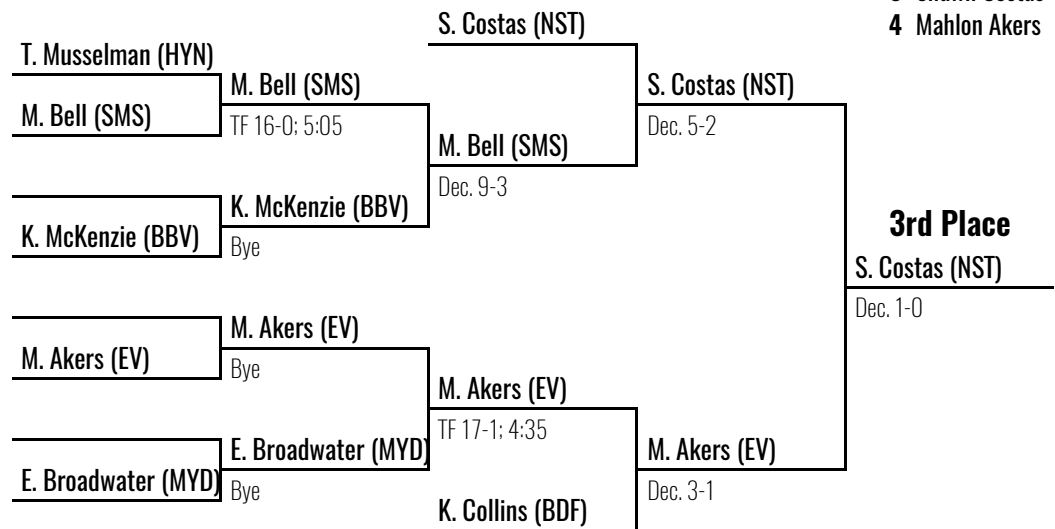 4 Mahlon Akers
S. Costas (NST)
T. Musselman (HYN)
M. Bell (SMS)
S. Costas (NST)
M. Bell (SMS)
TF 16-0; 5:05
Dec. 5-2
M. Bell (SMS)
Dec. 9-3
K. McKenzie (BBV)
K. McKenzie (BBV)
Bye
3rd Place
S. Costas (NST)
Dec. 1-0
M. Akers (EV)
M. Akers (EV)
Bye
M. Akers (EV)
TF 17-1; 4:35
E. Broadwater (MYD)
M. Akers (EV)
E. Broadwater (MYD)
Bye
Dec. 3-1
K. Collins (BDF)